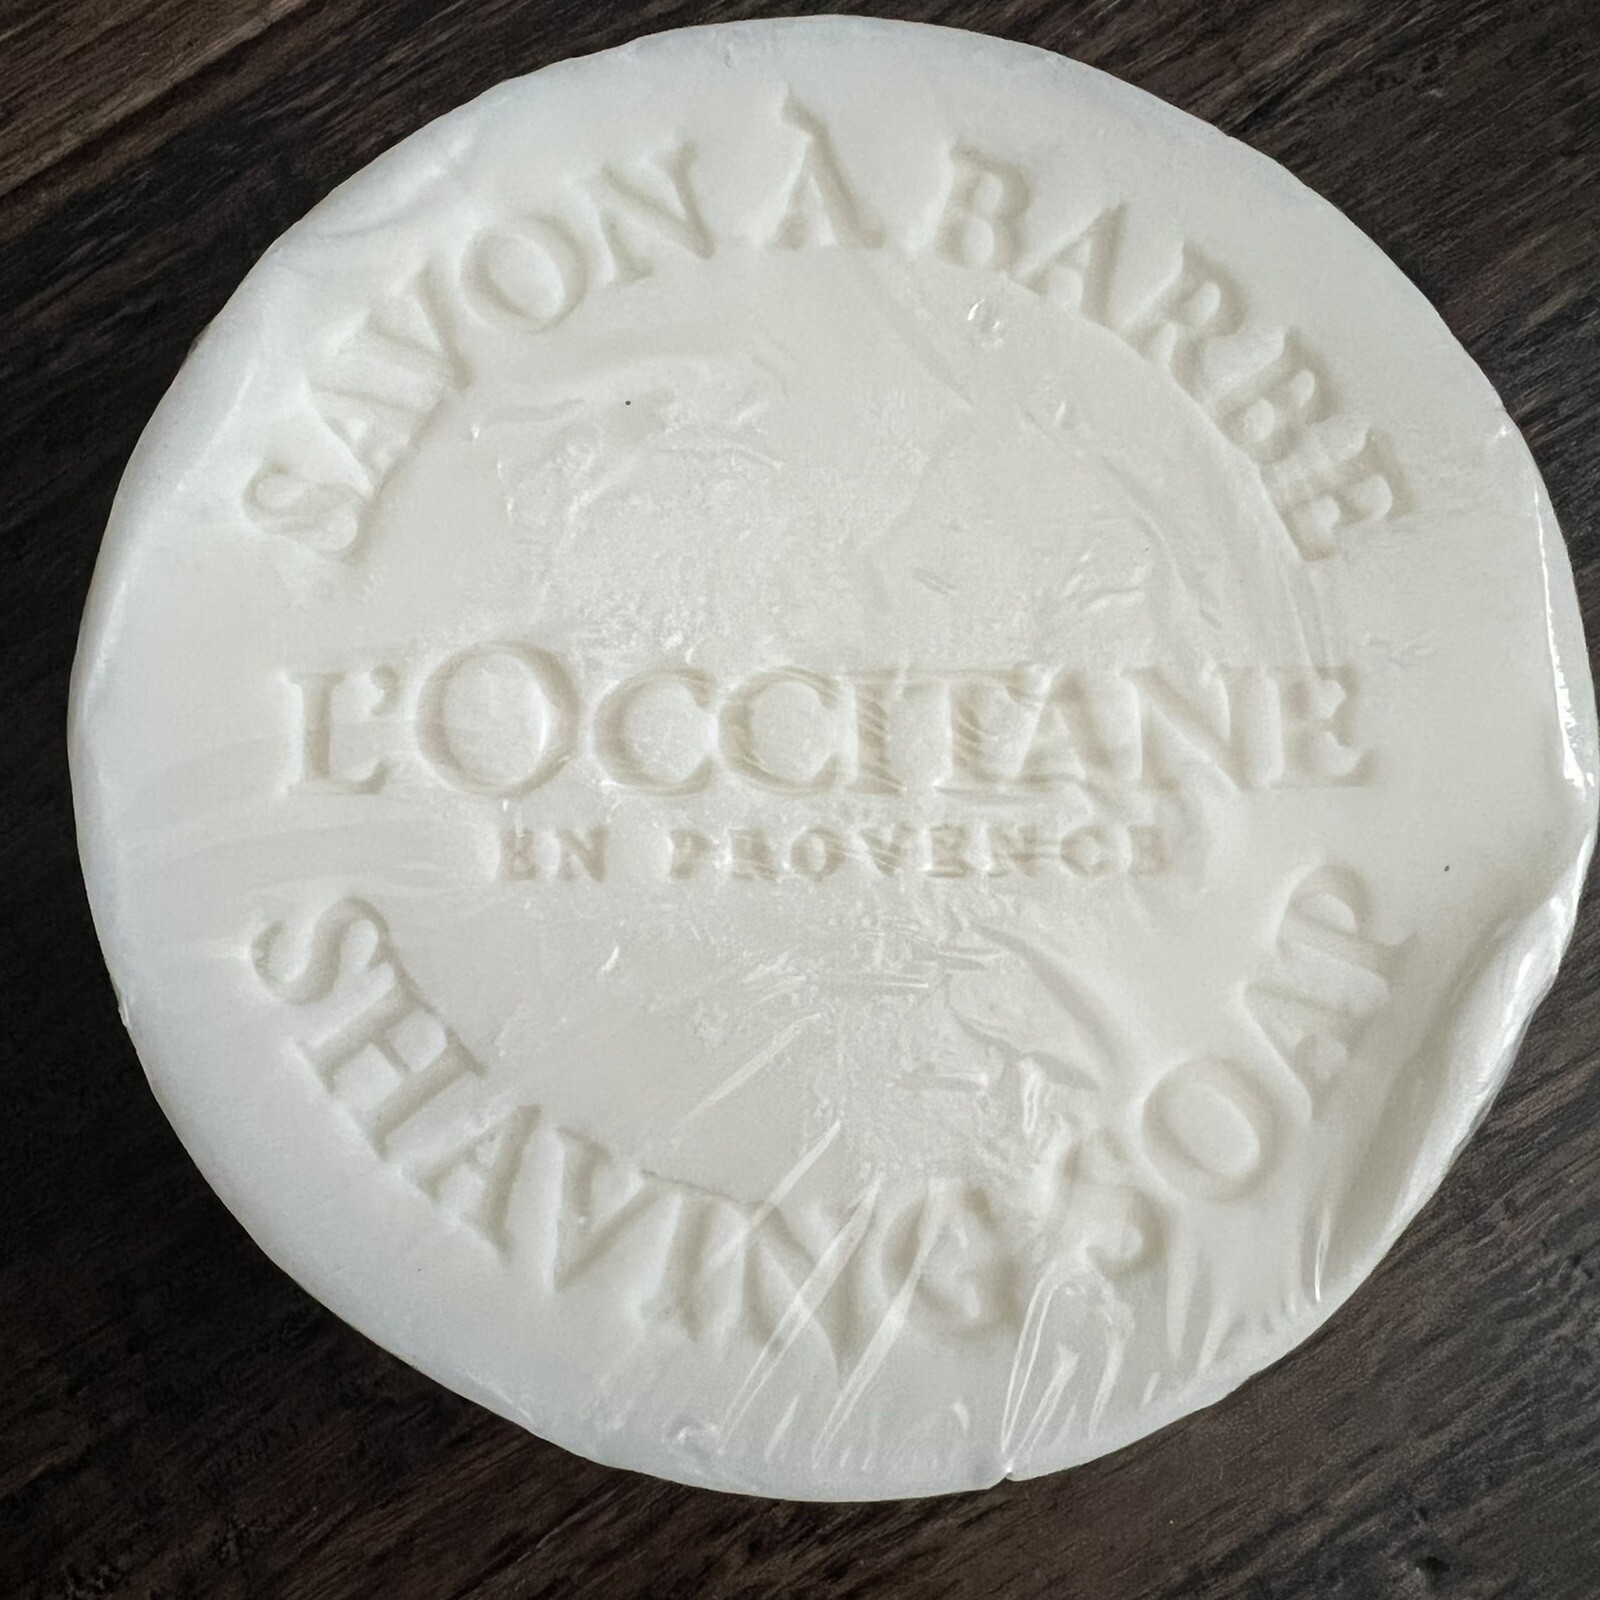 SAVON À BARBE
L'OCCITANE
EN PROVENCE
SHAVING SOAP